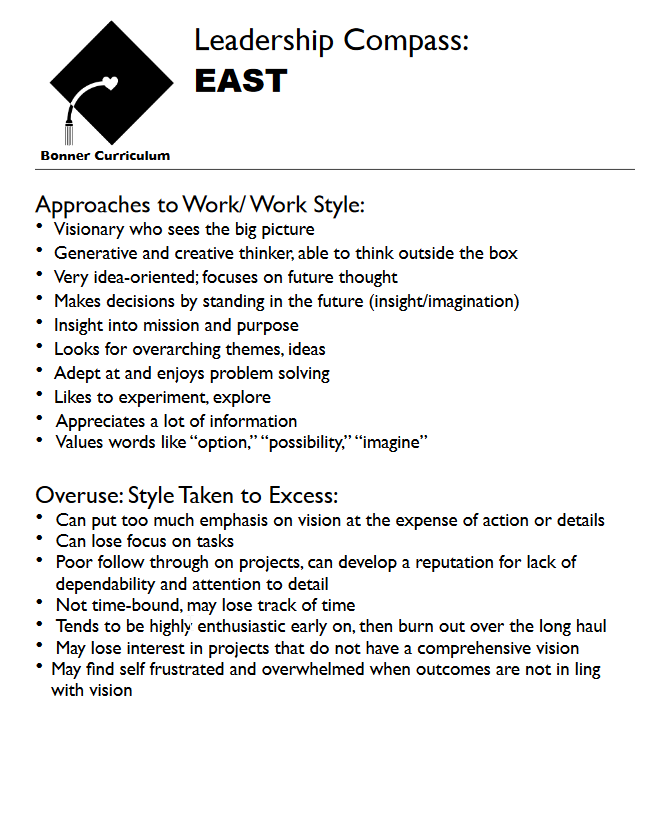 Leadership Compass:
EAST
Bonner Curriculum
Approaches to Work/ Work Style:
• Visionary who sees the big picture
• Generative and creative thinker, able to think outside the box
• Very idea-oriented; focuses on future thought
• Makes decisions by standing in the future (insight/imagination)
• Insight into mission and purpose
• Looks for overarching themes, ideas
• Adept at and enjoys problem solving
• Likes to experiment, explore
• Appreciates a lot of information
• Values words like “option,” “possibility,” “imagine”
Overuse: Style Taken to Excess:
• Can put too much emphasis on vision at the expense of action or details
• Can lose focus on tasks
• Poor follow through on projects, can develop a reputation for lack of
dependability and attention to detail
• Not time-bound, may lose track of time
• Tends to be highly enthusiastic early on, then burn out over the long haul
• May lose interest in projects that do not have a comprehensive vision
• May find self frustrated and overwhelmed when outcomes are not in ling
with vision